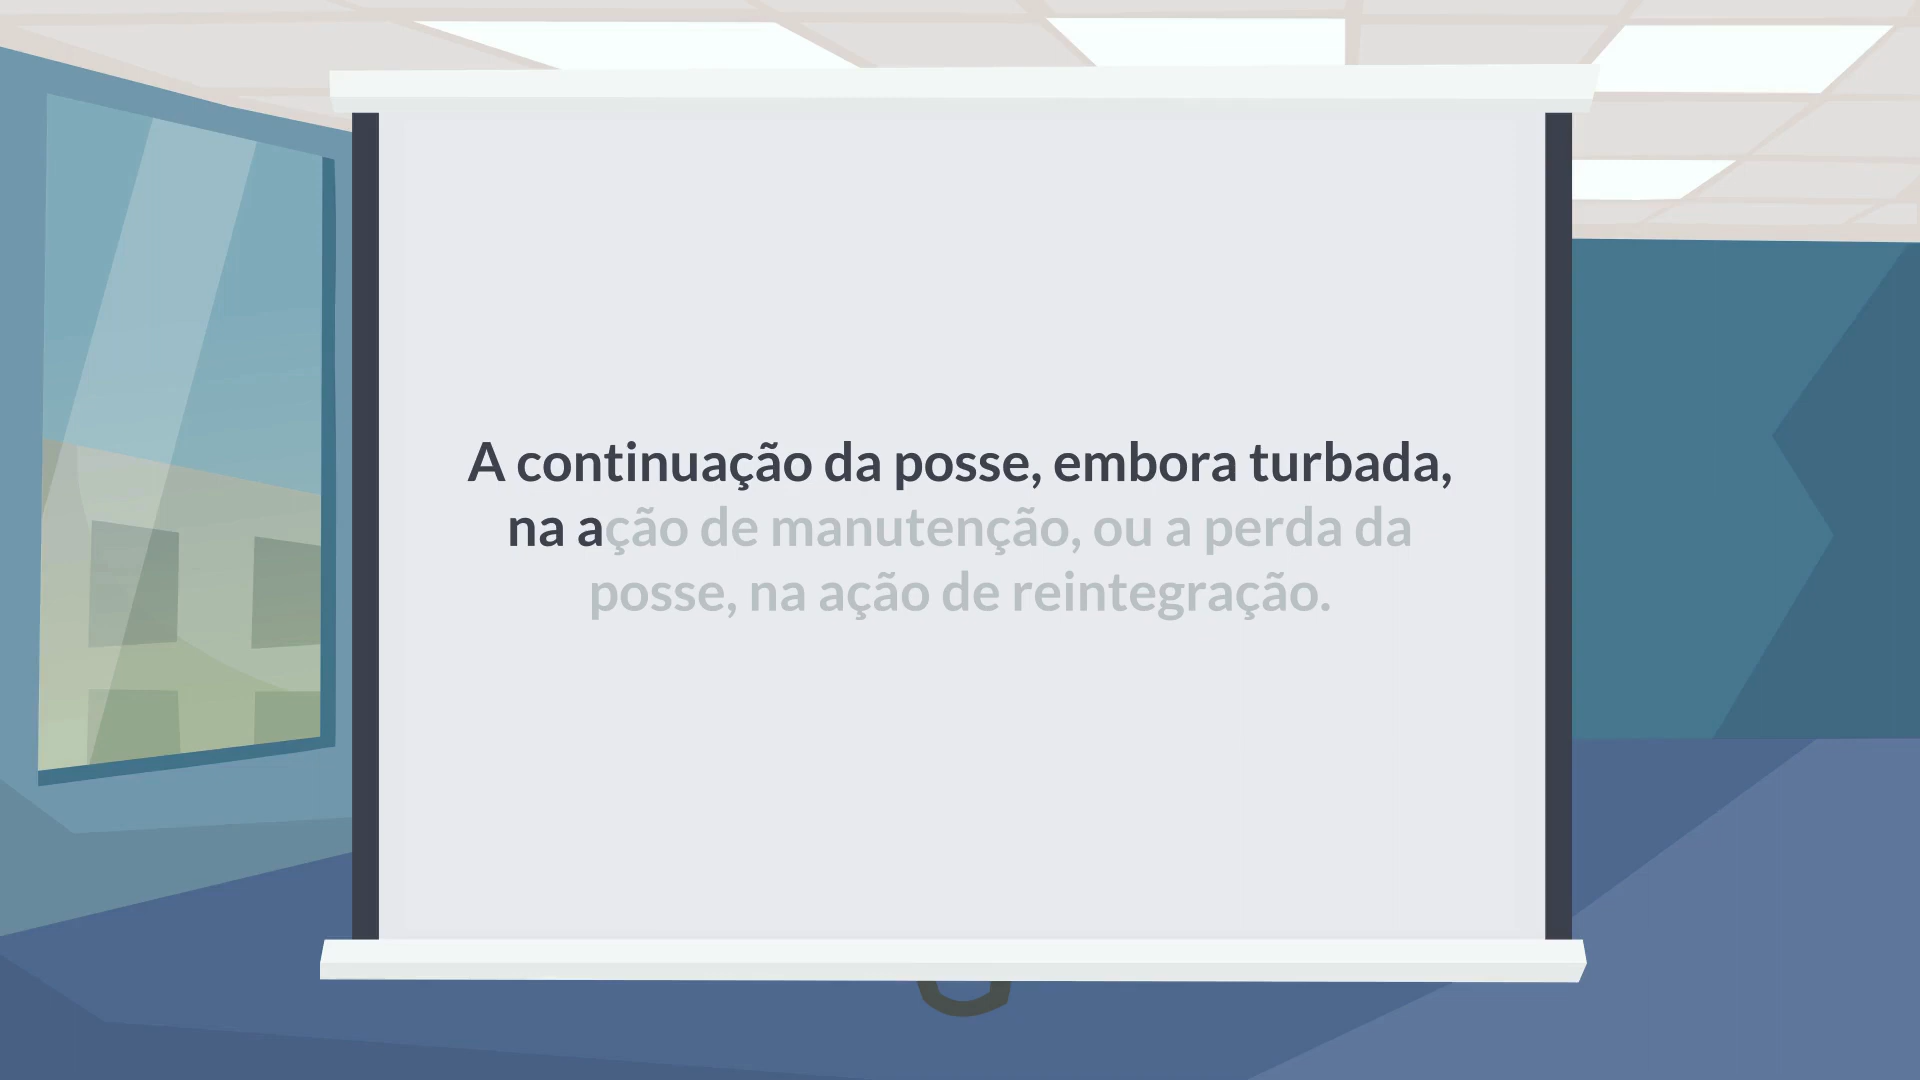 A continuação da posse, embora turbada,
na ação de manutenção, ou a perda da
posse, na ação de reintegração.